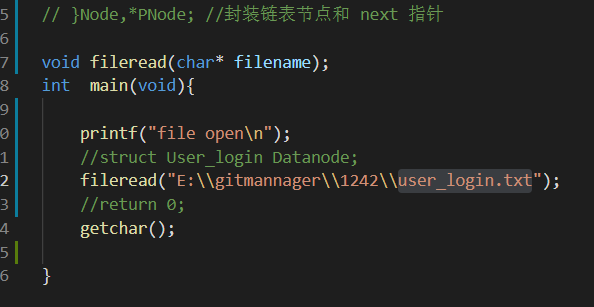 5 // }Node,*PNode; //封装链表节点和 next 指针
6
7 void fileread(char* filename);
8 int  main(void){
9
0     printf("file open\n");
1     //struct User_login Datanode;
2     fileread("E:\\gitmannager\\1242\\user_login.txt");
3     //return 0;
4     getchar();
5
6 }